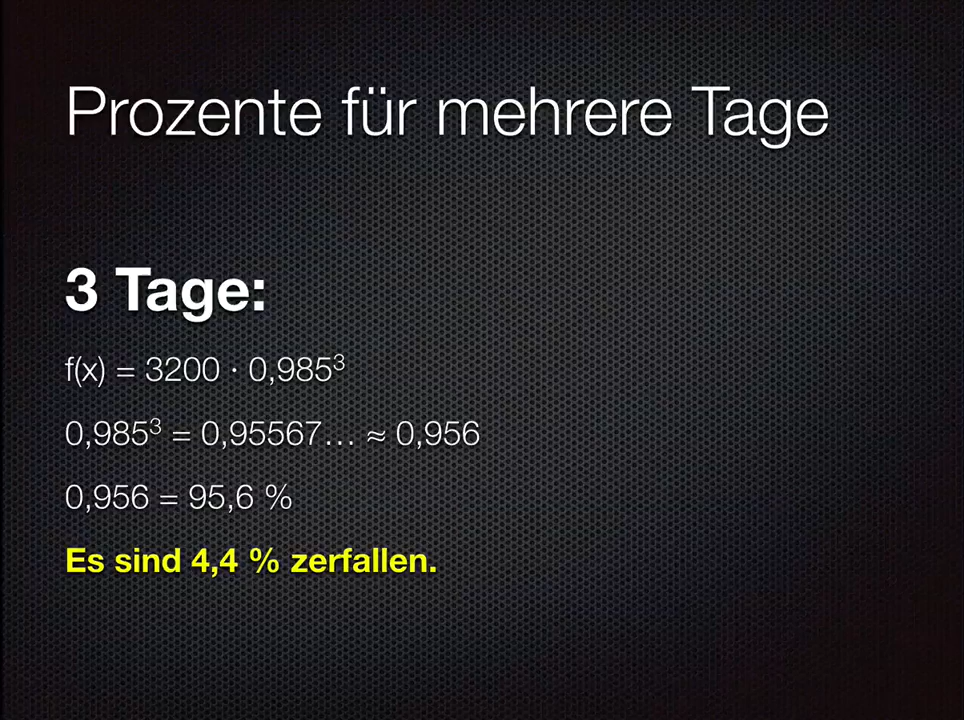 Prozente für mehrere Tage
3 Tage:
f(x) = 3200 · 0,985³
0,985³ = 0,95567… ≈ 0,956
0,956 = 95,6 %
Es sind 4,4 % zerfallen.